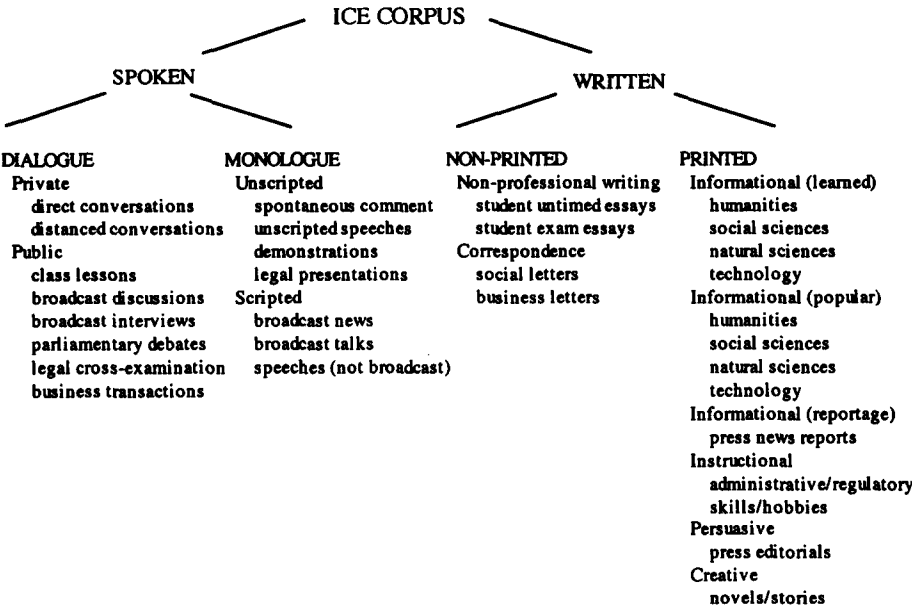 ICE CORPUS
SPOKEN
WRITTEN
DIALOGUE
Private
direct conversations
distanced conversations
Public
class lessons
broadcast discussions
broadcast interviews
parliamentary debates
legal cross-examination
business transactions
MONOLOGUE
Unscripted
spontaneous comment
unscripted speeches
demonstrations
legal presentations
Scripted
broadcast news
broadcast talks
speeches (not broadcast)
NON-PRINTED
Non-professional writing
student untimed essays
student exam essays
Correspondence
social letters
business letters
PRINTED
Informational (learned)
humanities
social sciences
natural sciences
technology
Informational (popular)
humanities
social sciences
natural sciences
technology
Informational (reportage)
press news reports
Instructional
administrative/regulatory
skills/hobbies
Persuasive
press editorials
Creative
novels/stories